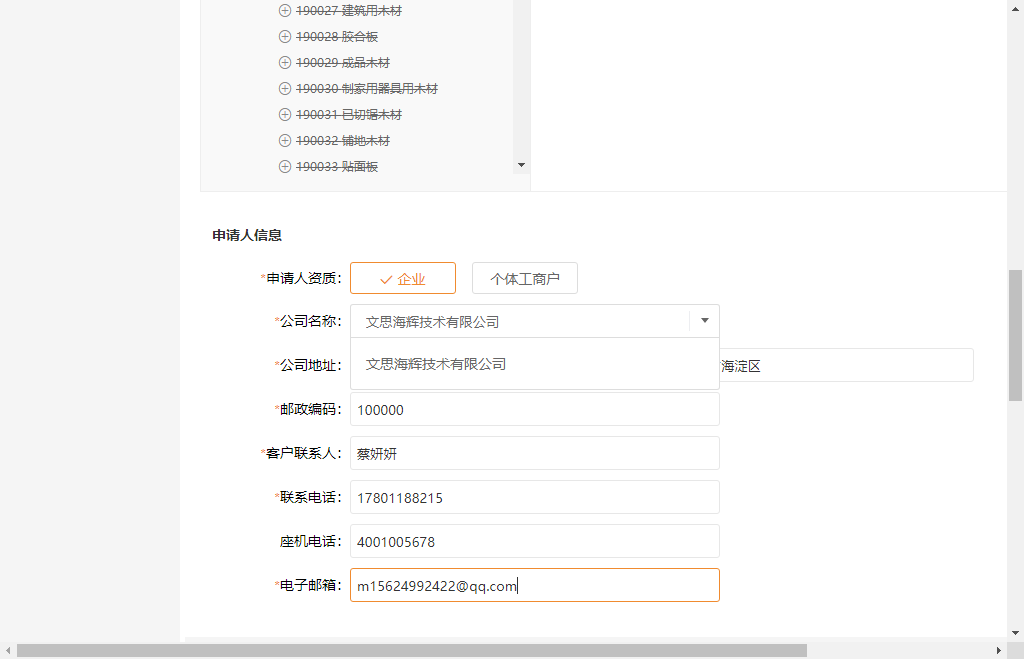 190027 建筑用木材
190028 胶合板
190029 成品木材
190030 制家用器具用木材
190031 已切锯木材
190032 铺地木材
190033 贴面板
申请人信息
*申请人资质： 企业 个体工商户
*公司名称： 文思海辉技术有限公司
文思海辉技术有限公司
*公司地址： 海淀区
*邮政编码： 100000
*客户联系人： 蔡妍妍
*联系电话： 17801188215
座机电话： 4001005678
*电子邮箱： m15624992422@qq.com